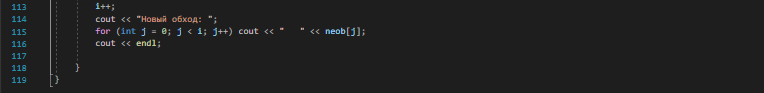 113 i++;
114 cout << "Новый обход: ";
115 for (int j = 0; j < i; j++) cout << "   " << neob[j];
116 cout << endl;
117
118 }
119 }